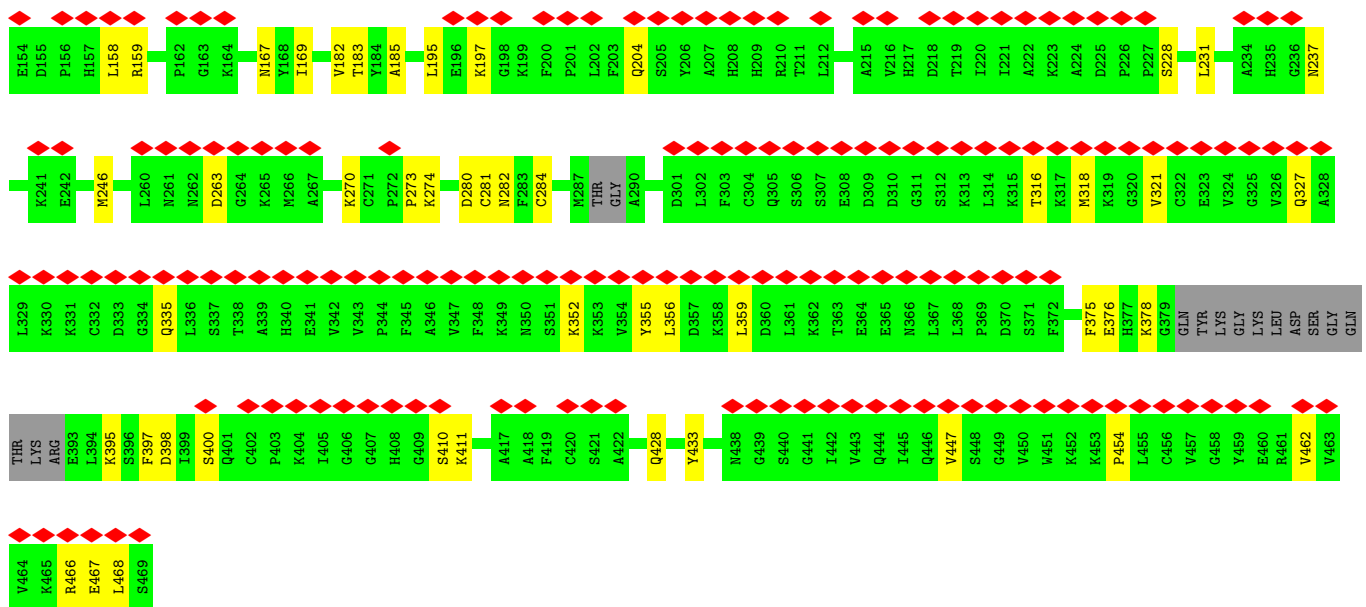 E154 D155 P156 H157 L158 R159 P162 G163 K164 N167 Y168 I169 V182 T183 Y184 A185 L195 E196 K197 G198 K199 F200 P201 L202 F203 Q204 S205 Y206 A207 H208 H209 R210 T211 L212 A215 V216 H217 D218 T219 I220 I221 A222 K223 A224 D225 P226 P227 S228 L231 A234 H235 G236 N237
K241 E242 M246 L260 N261 N262 D263 G264 K265 M266 A267 K270 C271 P272 P273 K274 D280 C281 N282 F283 C284 M287 THR GLY A290 D301 L302 F303 C304 Q305 S306 S307 E308 D309 D310 G311 S312 K313 L314 K315 T316 K317 M318 K319 G320 V321 C322 E323 V324 G325 V326 Q327 A328
L329 K330 K331 C332 D333 G334 Q335 L336 S337 T338 A339 H340 E341 V342 V343 P344 F345 A346 V347 F348 K349 N350 S351 K352 K353 V354 Y355 L356 D357 K358 L359 D360 L361 K362 T363 E364 E365 N366 L367 L368 P369 D370 S371 F372 F375 E376 H377 K378 G379 GLN TYR LYS GLY LYS LEU ASP SER GLY GLN
THR LYS ARG E393 L394 K395 S396 F397 D398 I399 S400 Q401 C402 P403 K404 I405 G406 G407 H408 G409 S410 K411 A417 A418 F419 C420 S421 A422 Q428 Y433 N438 G439 S440 G441 I442 V443 Q444 I445 Q446 V447 S448 G449 V450 W451 K452 K453 P454 L455 C456 V457 G458 Y459 E460 R461 V462 V463
V464 K465 R466 E467 L468 S469